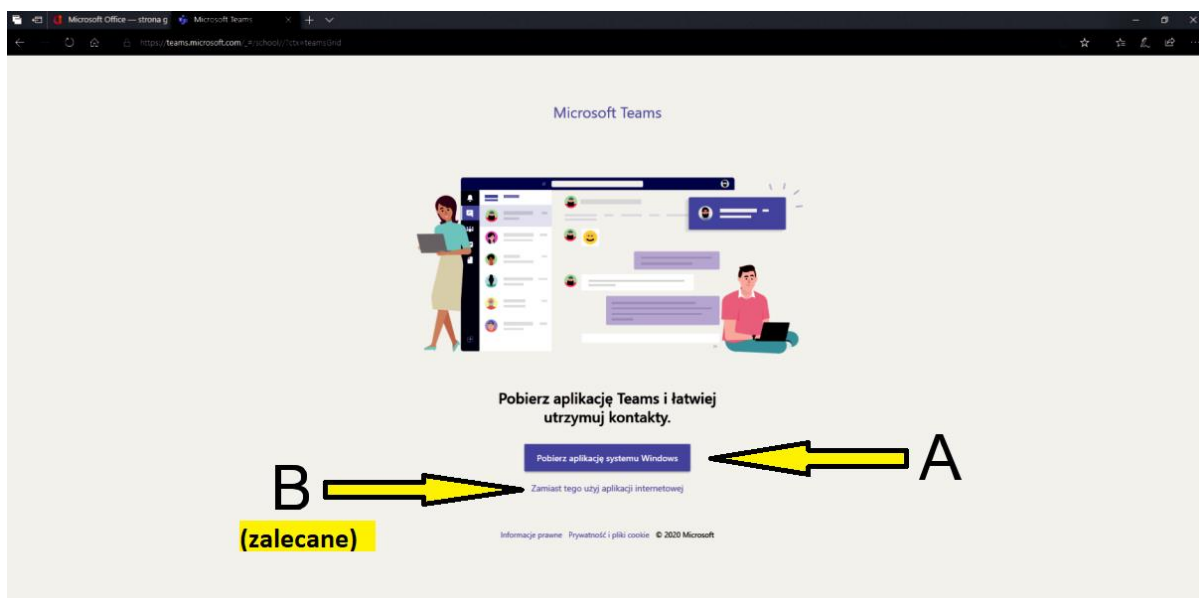 Microsoft Office — strona g
Microsoft Teams
https://teams.microsoft.com/_#/school//?ctx=teamsGrid
Microsoft Teams
Pobierz aplikację Teams i łatwiej
utrzymuj kontakty.
Pobierz aplikację systemu Windows
A
B
Zamiast tego użyj aplikacji internetowej
(zalecane)
Informacje prawne Prywatność i pliki cookie © 2020 Microsoft